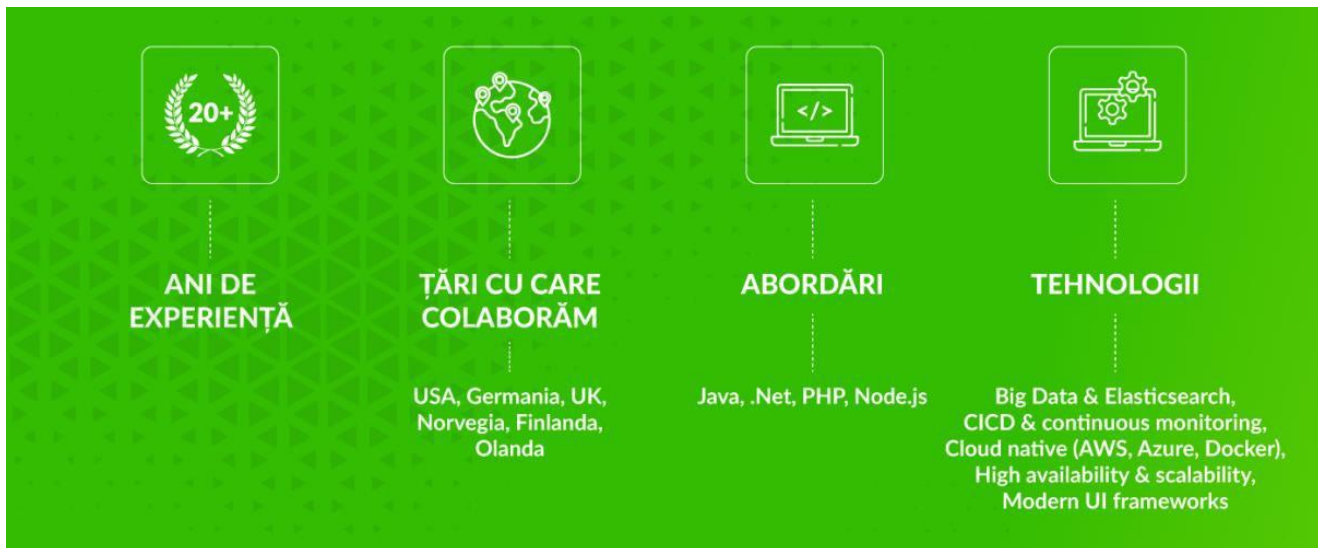 20+
ANI DE
EXPERIENȚĂ
ȚĂRI CU CARE
COLABORĂM
USA, Germania, UK,
Norvegia, Finlanda,
Olanda
</>
ABORDĂRI
Java, .Net, PHP, Node.js
TEHNOLOGII
Big Data & Elasticsearch,
CICD & continuous monitoring,
Cloud native (AWS, Azure, Docker),
High availability & scalability,
Modern UI frameworks